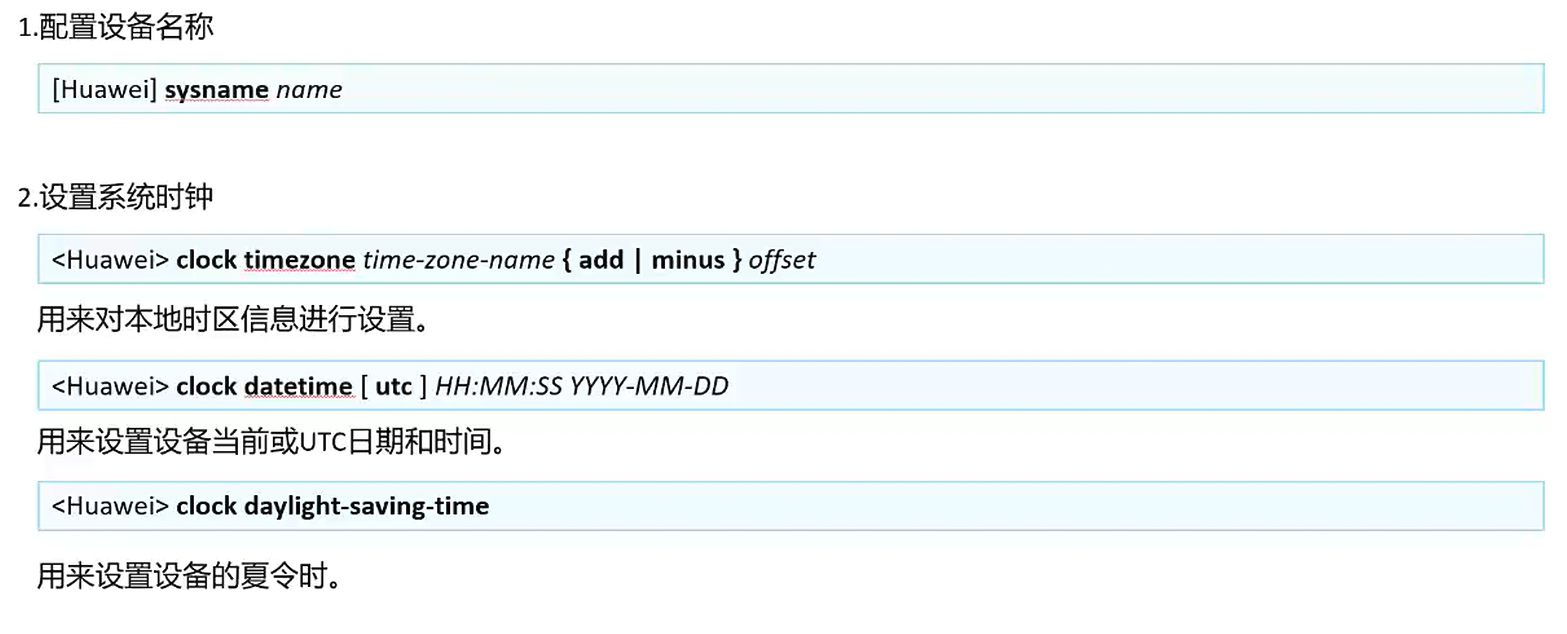 1.配置设备名称
[Huawei] sysname name
2.设置系统时钟
<Huawei> clock timezone time-zone-name { add | minus } offset
用来对本地时区信息进行设置。
<Huawei> clock datetime [ utc ] HH:MM:SS YYYY-MM-DD
用来设置设备当前或UTC日期和时间。
<Huawei> clock daylight-saving-time
用来设置设备的夏令时。